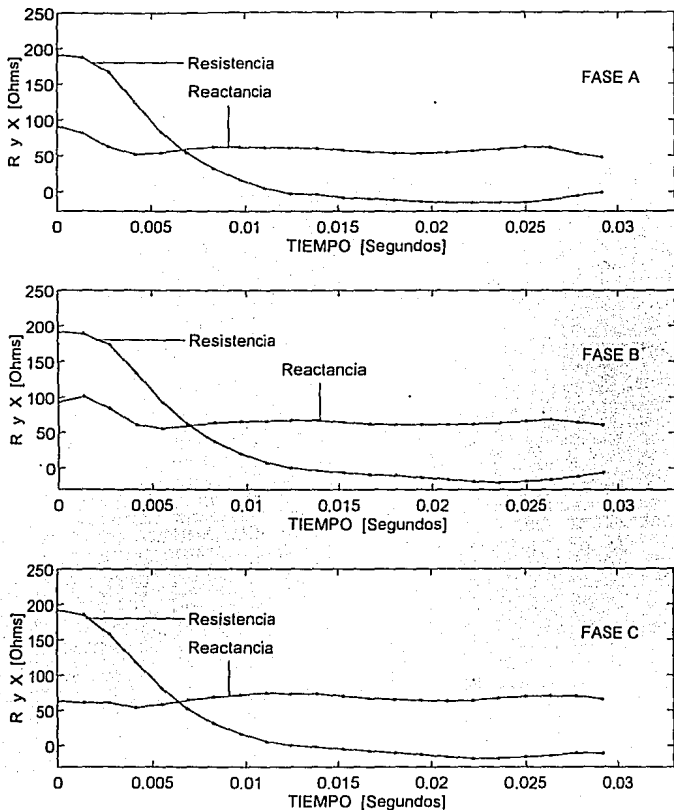 250
200
150
100
50
0
R y X [Ohms]
Resistencia
Reactancia
FASE A
0 0.005 0.01 0.015 0.02 0.025 0.03
TIEMPO [Segundos]
250
200
150
100
50
0
R y X [Ohms]
Resistencia
Reactancia
FASE B
0 0.005 0.01 0.015 0.02 0.025 0.03
TIEMPO [Segundos]
250
200
150
100
50
0
R y X [Ohms]
Resistencia
Reactancia
FASE C
0 0.005 0.01 0.015 0.02 0.025 0.03
TIEMPO [Segundos]